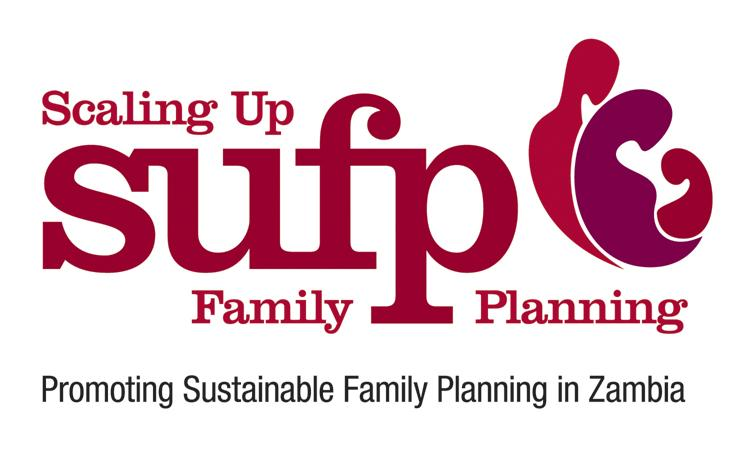 Scaling Up
sufp
Family Planning
Promoting Sustainable Family Planning in Zambia